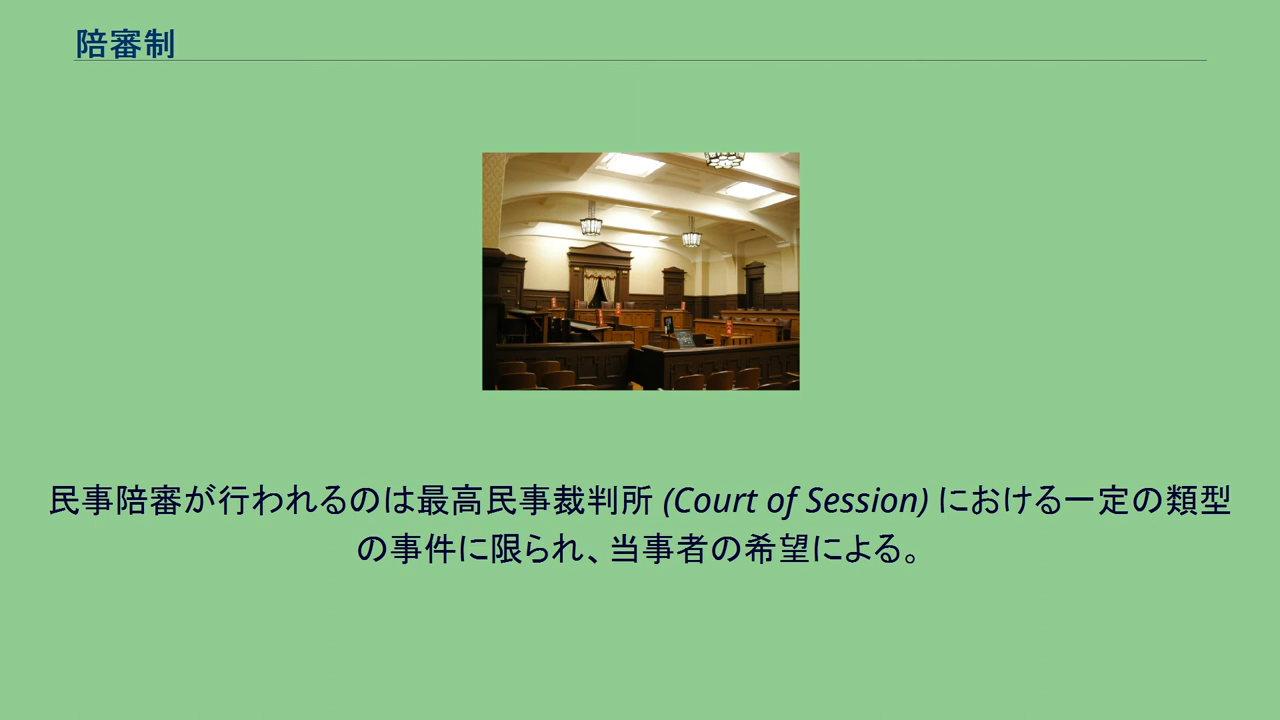 陪審制
民事陪審が行われるのは最高民事裁判所 (Court of Session) における一定の類型
の事件に限られ、当事者の希望による。